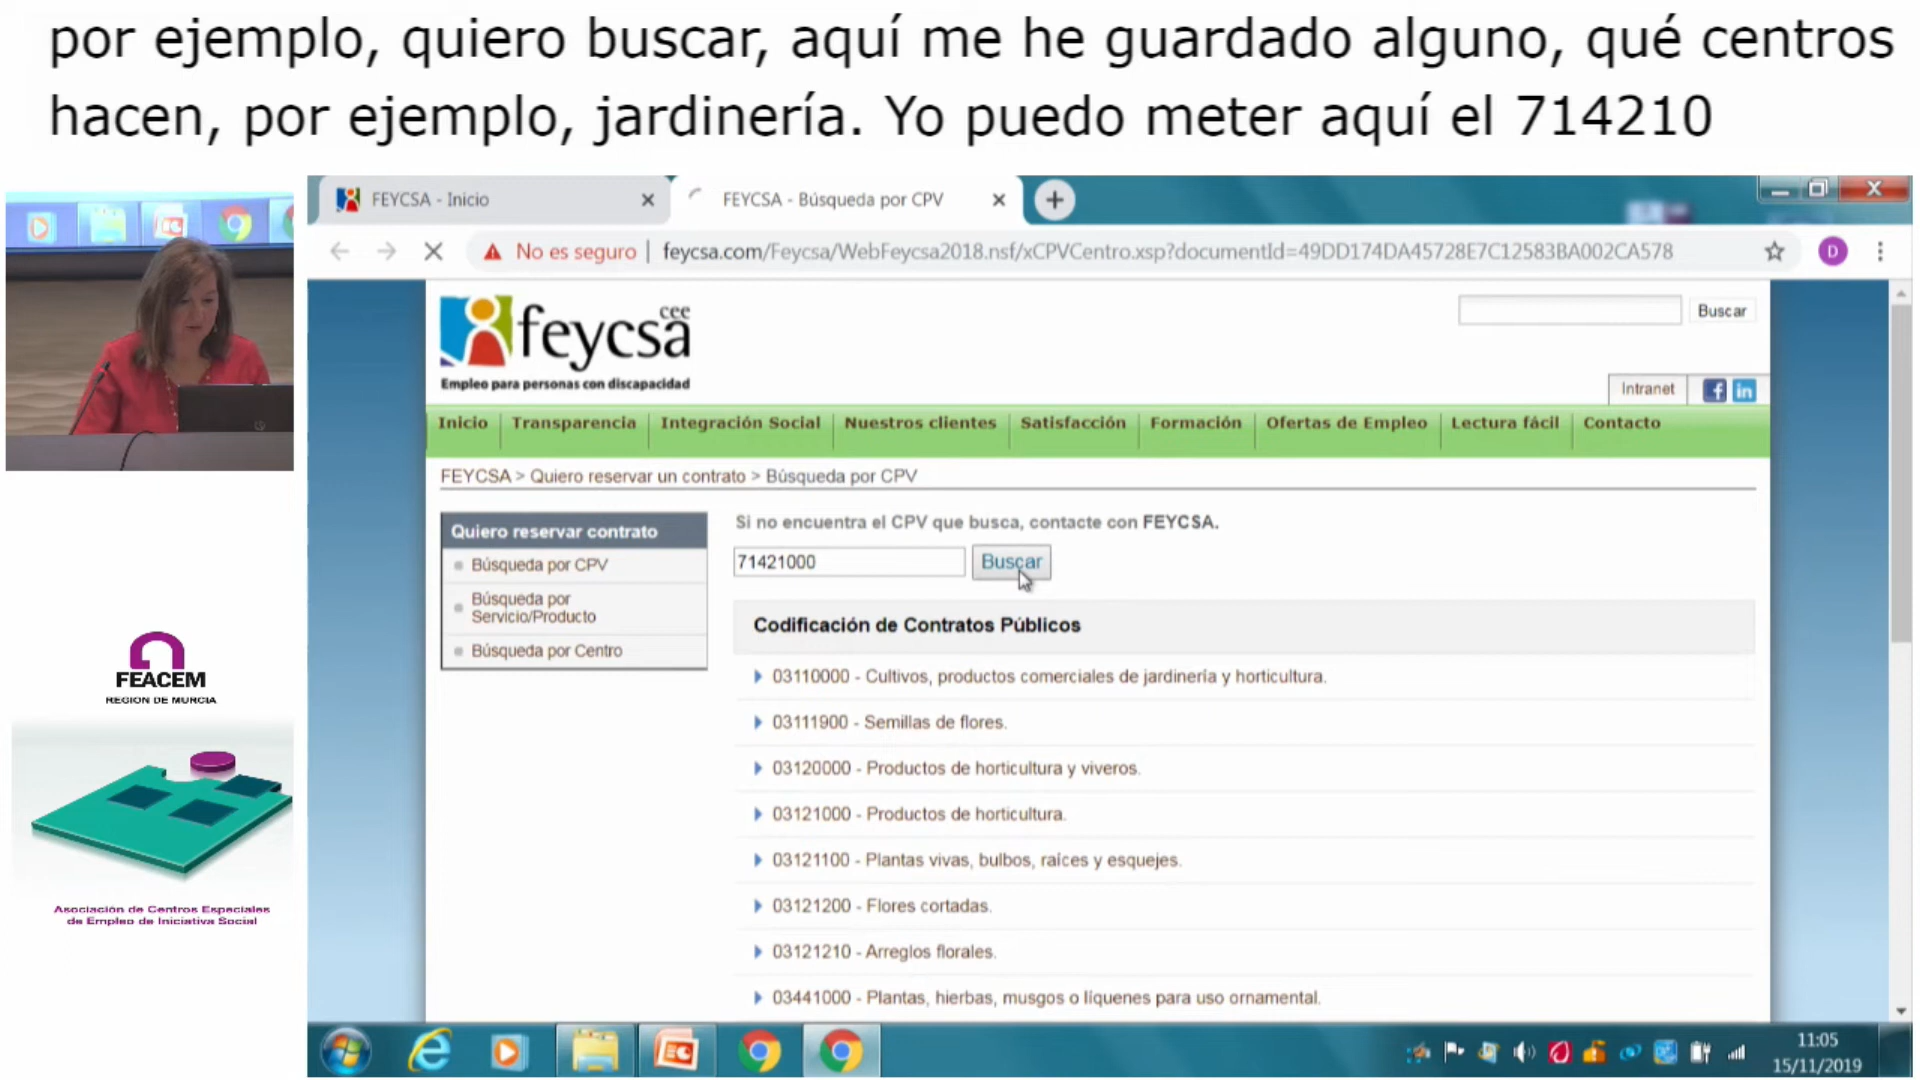 por ejemplo, quiero buscar, aquí me he guardado alguno, qué centros
hacen, por ejemplo, jardinería. Yo puedo meter aquí el 714210
FEYCSA - Inicio
FEYCSA - Búsqueda por CPV
No es seguro
feycsa.com/Feycsa/WebFeycsa2018.nsf/xCPVCentro.xsp?documentId=49DD174DA45728E7C12583BA002CA578
D
feycsa cee
Empleo para personas con discapacidad
Buscar
Intranet
f
in
Inicio
Transparencia
Integración Social
Nuestros clientes
Satisfacción
Formación
Ofertas de Empleo
Lectura fácil
Contacto
FEYCSA > Quiero reservar un contrato > Búsqueda por CPV
Quiero reservar contrato
Búsqueda por CPV
Búsqueda por
Servicio/Producto
Búsqueda por Centro
Si no encuentra el CPV que busca, contacte con FEYCSA.
71421000
Buscar
Codificación de Contratos Públicos
03110000 - Cultivos, productos comerciales de jardinería y horticultura.
03111900 - Semillas de flores.
03120000 - Productos de horticultura y viveros.
03121000 - Productos de horticultura.
03121100 - Plantas vivas, bulbos, raíces y esquejes.
03121200 - Flores cortadas.
03121210 - Arreglos florales.
03441000 - Plantas, hierbas, musgos o líquenes para uso ornamental.
FEACEM
REGION DE MURCIA
Asociación de Centros Especiales
de Empleo de Iniciativa Social
11:05
15/11/2019